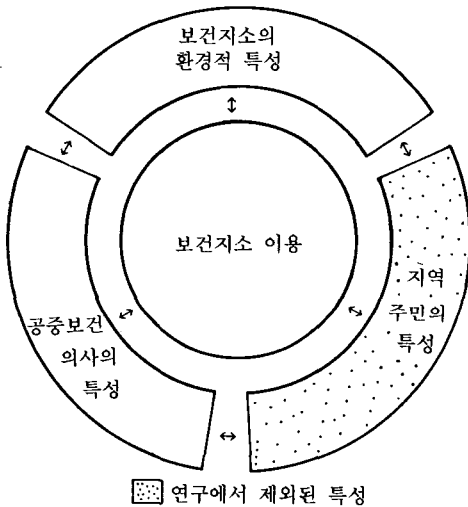 보건지소의
환경적 특성
보건지소 이용
지역
주민의
특성
공중보건
의사의
특성
연구에서 제외된 특성